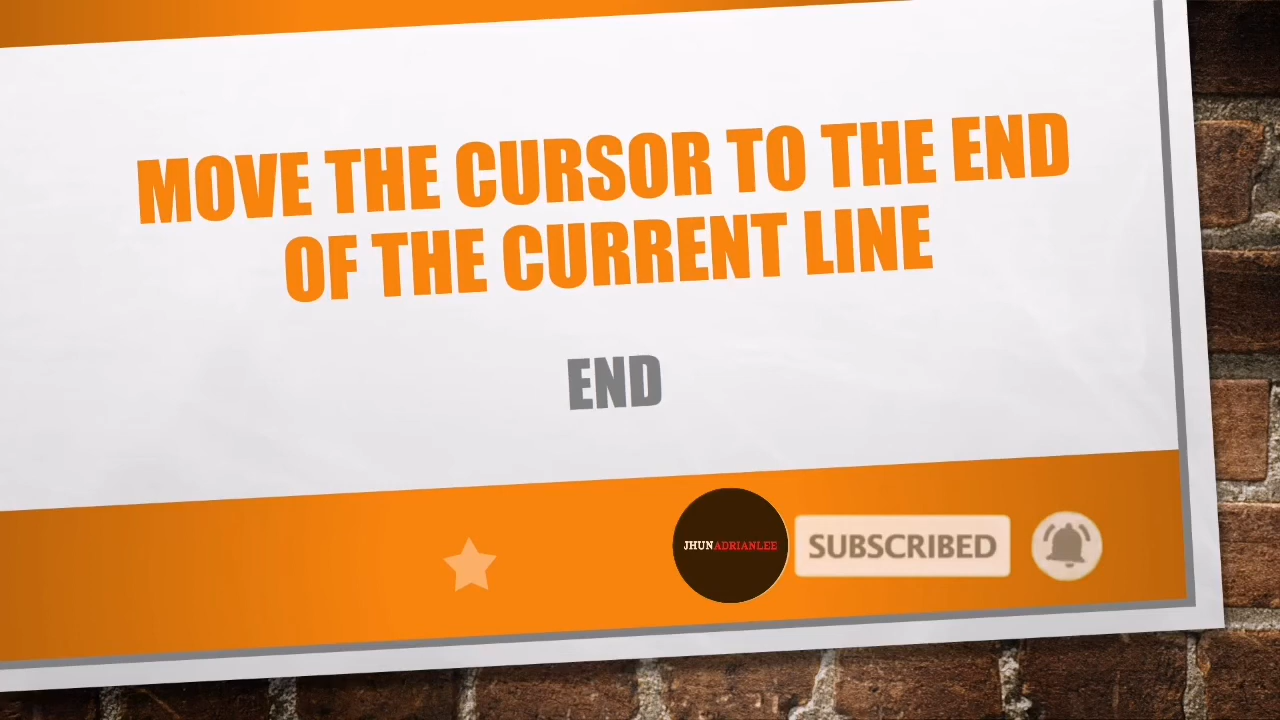 MOVE THE CURSOR TO THE END
OF THE CURRENT LINE
END
JHUNADRIANLEE
SUBSCRIBED